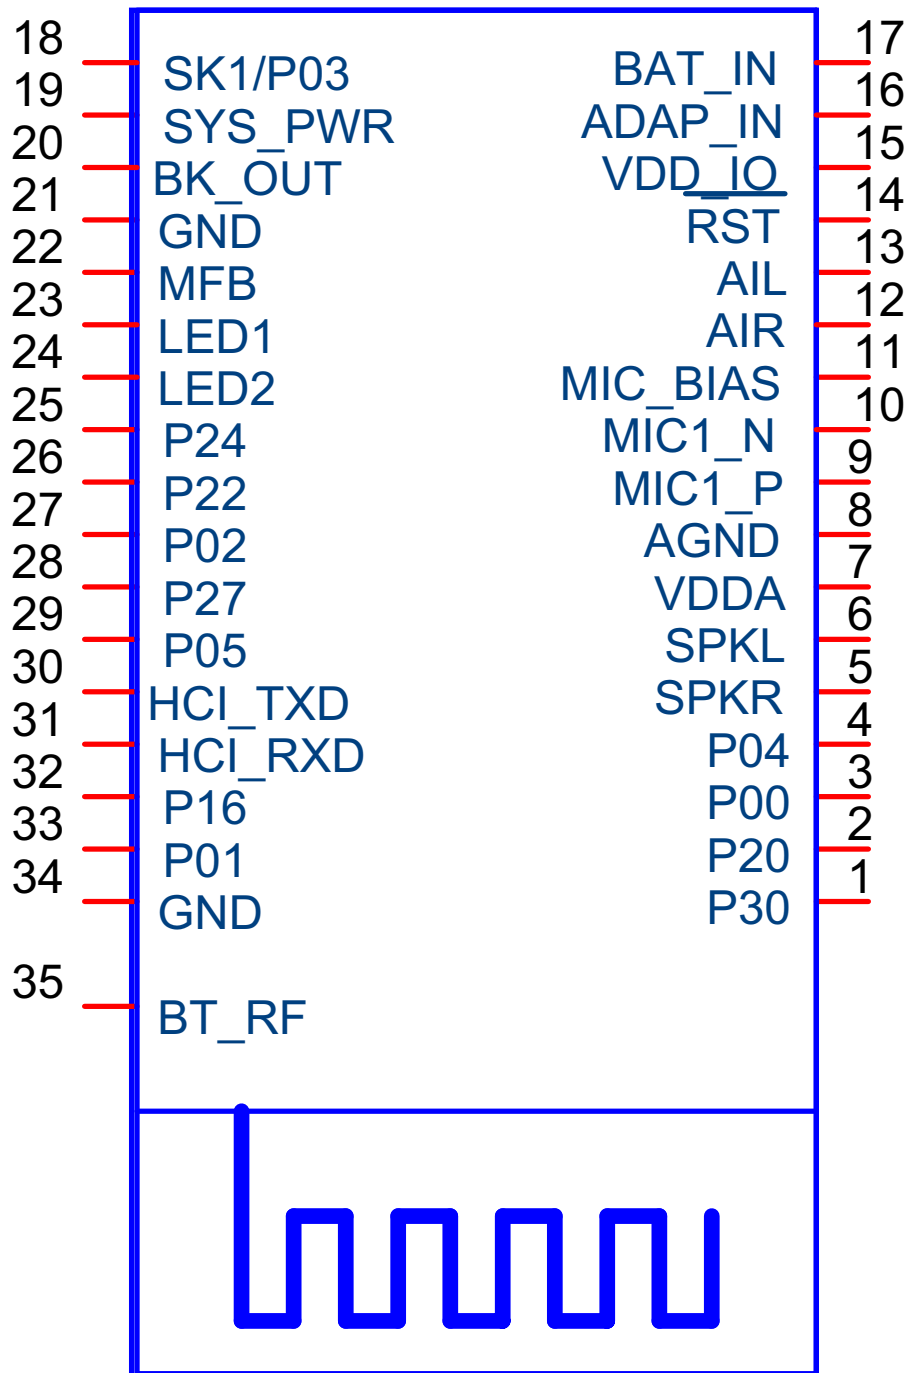 18 SK1/P03 BAT_IN 17
19 SYS_PWR ADAP_IN 16
20 BK_OUT VDD_IO 15
21 GND RST 14
22 MFB AIL 13
23 LED1 AIR 12
24 LED2 MIC_BIAS 11
25 P24 MIC1_N 10
26 P22 MIC1_P 9
27 P02 AGND 8
28 P27 VDDA 7
29 P05 SPKL 6
30 HCI_TXD SPKR 5
31 HCI_RXD P04 4
32 P16 P00 3
33 P01 P20 2
34 GND P30 1
35 BT_RF